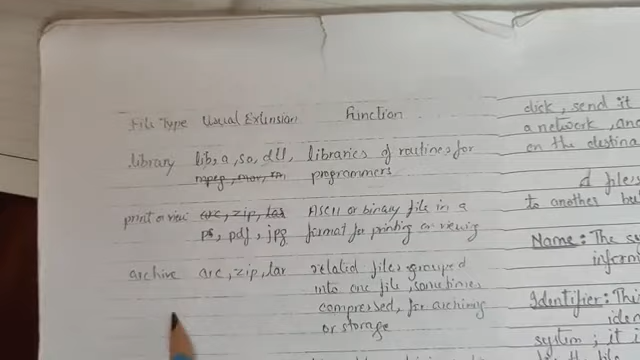 File Type Usual Extension Function
library lib, a, so, dll, libraries of routines for
mpeg, mov, rm programmers
print or view arc, zip, tar ASCII or binary file in a
ps, pdf, jpg format for printing or viewing
archive arc, zip, tar related files grouped
into one file, sometimes
compressed, for archiving
or storage
disk, send it
a network, and
on the destina
to another
Name: The sy
inform
Identifier: Thi
iden
system; it i